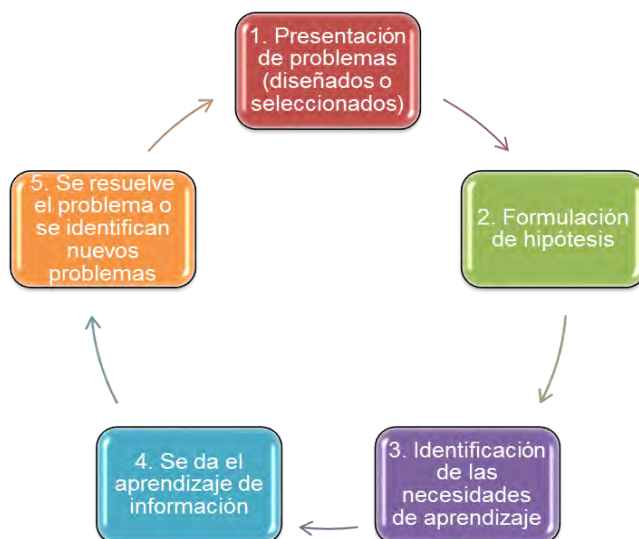 1. Presentación
de problemas
(diseñados o
seleccionados)
2. Formulación
de hipótesis
3. Identificación
de las
necesidades
de aprendizaje
4. Se da el
aprendizaje de
información
5. Se resuelve
el problema o
se identifican
nuevos
problemas